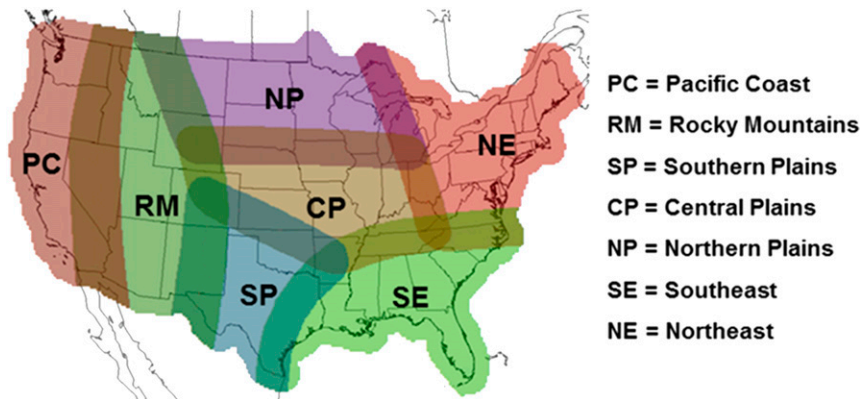 NP
PC
NE
RM
CP
SP
SE
PC = Pacific Coast
RM = Rocky Mountains
SP = Southern Plains
CP = Central Plains
NP = Northern Plains
SE = Southeast
NE = Northeast